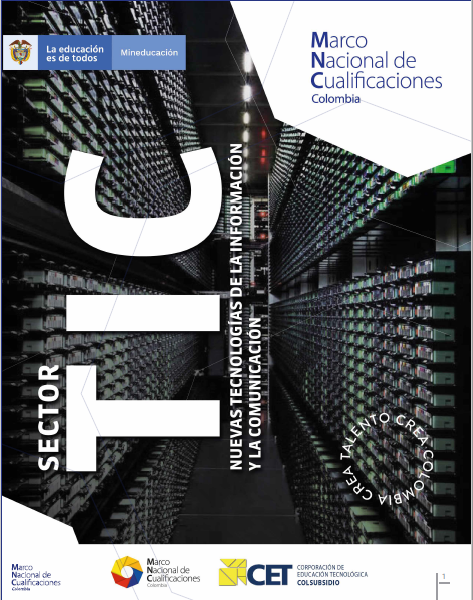 La educación
es de todos
Mineducación
Marco
Nacional de
Cualificaciones
Colombia
SECTOR
TIC
NUEVAS TECNOLOGÍAS DE LA INFORMACIÓN
Y LA COMUNICACIÓN
CREA TALENTO CREA COLOMBIA
Marco
Nacional de
Cualificaciones
Colombia
Marco
Nacional de
Cualificaciones
Colombia
CET
CORPORACIÓN DE
EDUCACIÓN TECNOLÓGICA
COLSUBSIDIO
1